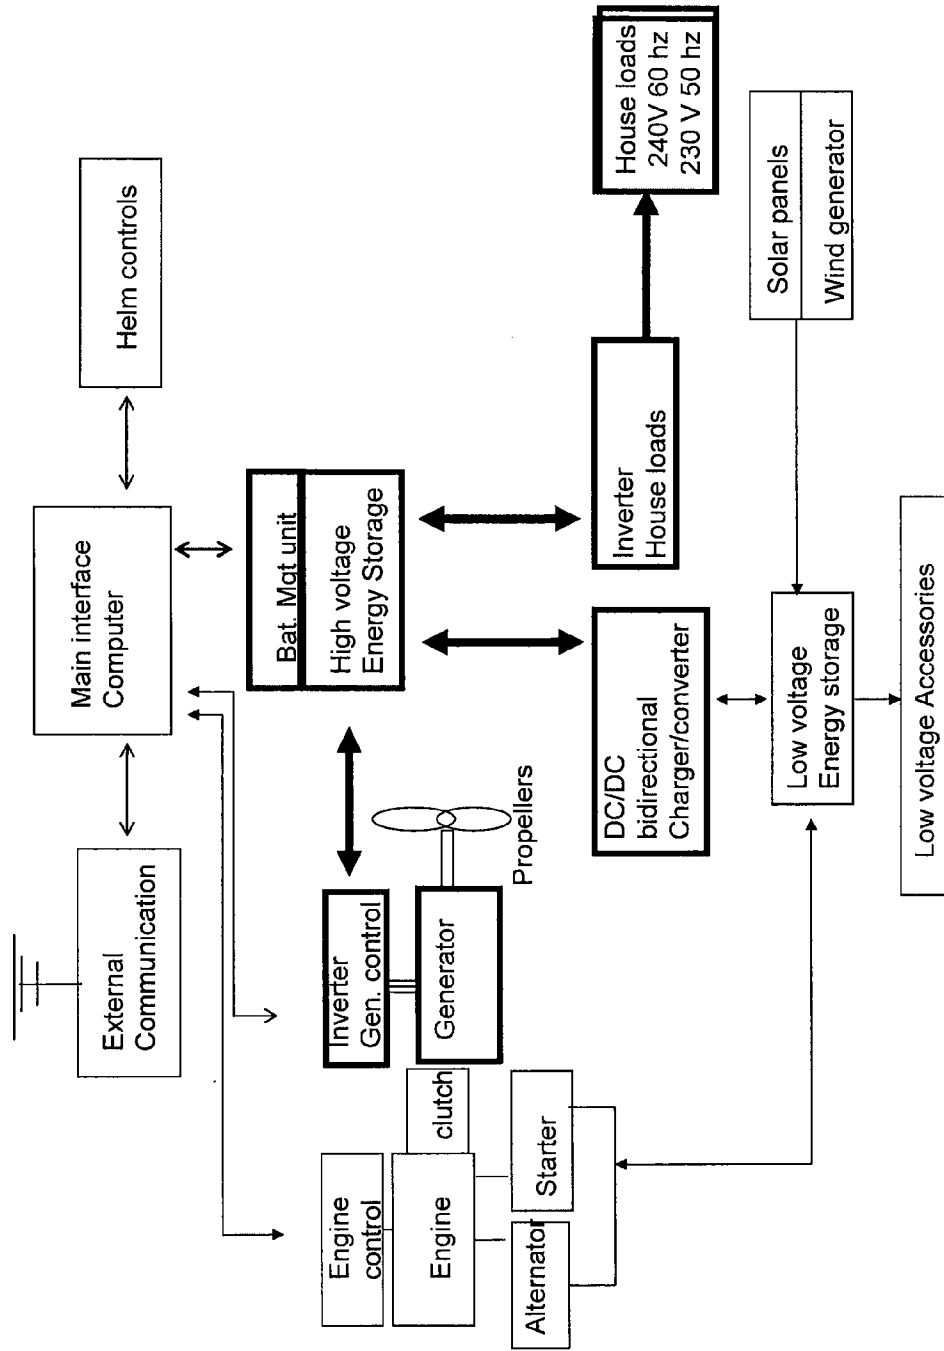 External
Communication
Main interface
Computer
Helm controls
Engine
control
Inverter
Gen. control
Bat. Mgt unit
High voltage
Energy Storage
Engine
clutch
Generator
Propellers
Alternator
Starter
DC/DC
bidirectional
Charger/converter
Inverter
House loads
House loads
240V 60 hz
230 V 50 hz
Low voltage
Energy storage
Solar panels
Wind generator
Low voltage Accessories